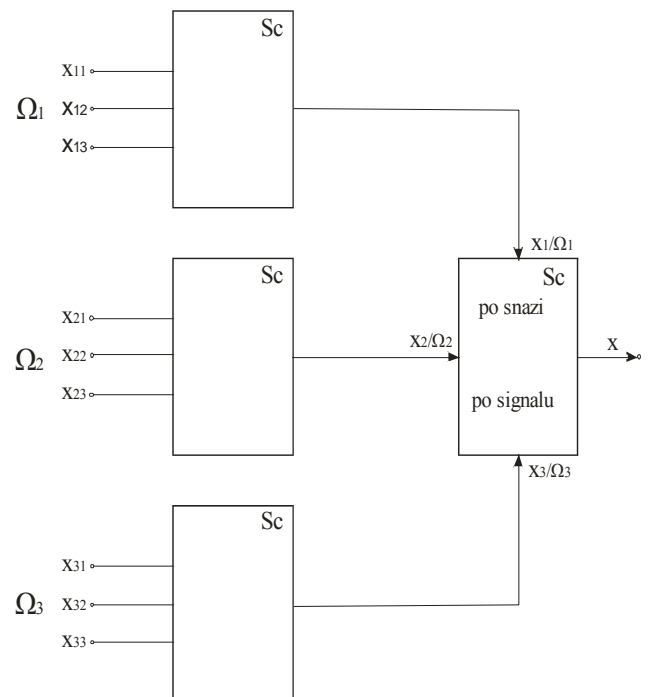 Sc
x11
Ω1 x12
x13
x1/Ω1
Sc
Sc
po snazi
x21
x2/Ω2
x
Ω2 x22
x23
po signalu
x3/Ω3
Sc
x31
Ω3 x32
x33